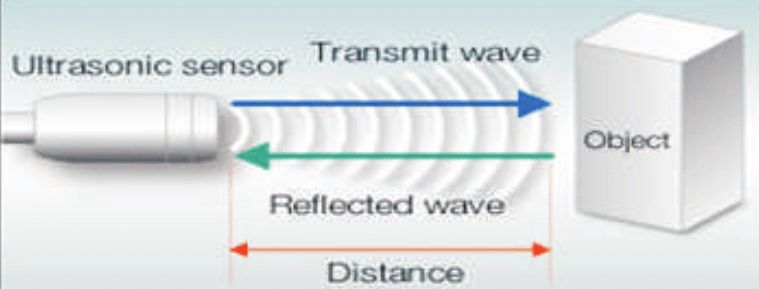 Ultrasonic sensor
Transmit wave
Object
Reflected wave
Distance